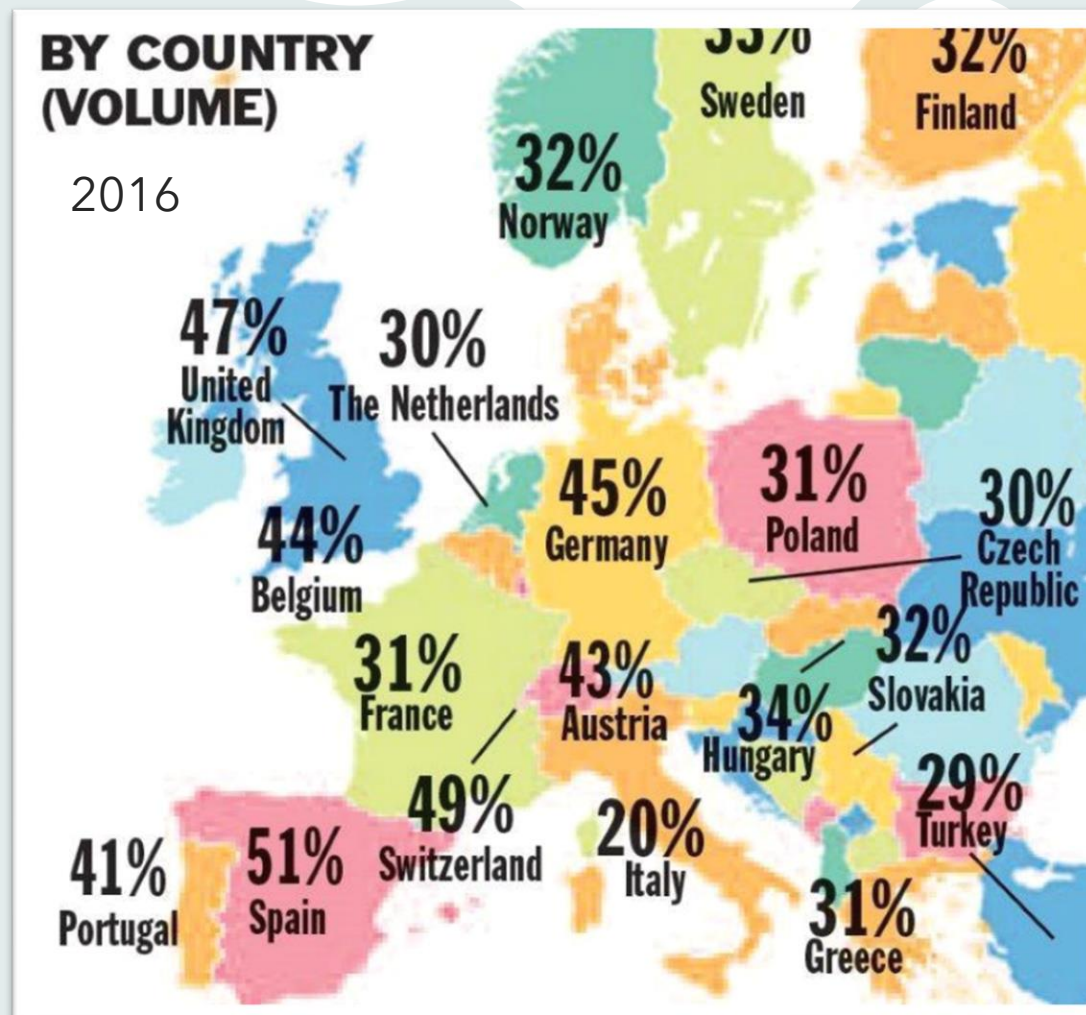 BY COUNTRY
(VOLUME)
2016
33%
Sweden
32%
Finland
32%
Norway
47%
United
Kingdom
30%
The Netherlands
45%
Germany
31%
Poland
30%
Czech
Republic
44%
Belgium
31%
France
43%
Austria
34%
Hungary
32%
Slovakia
49%
Switzerland
20%
Italy
29%
Turkey
41%
Portugal
51%
Spain
31%
Greece